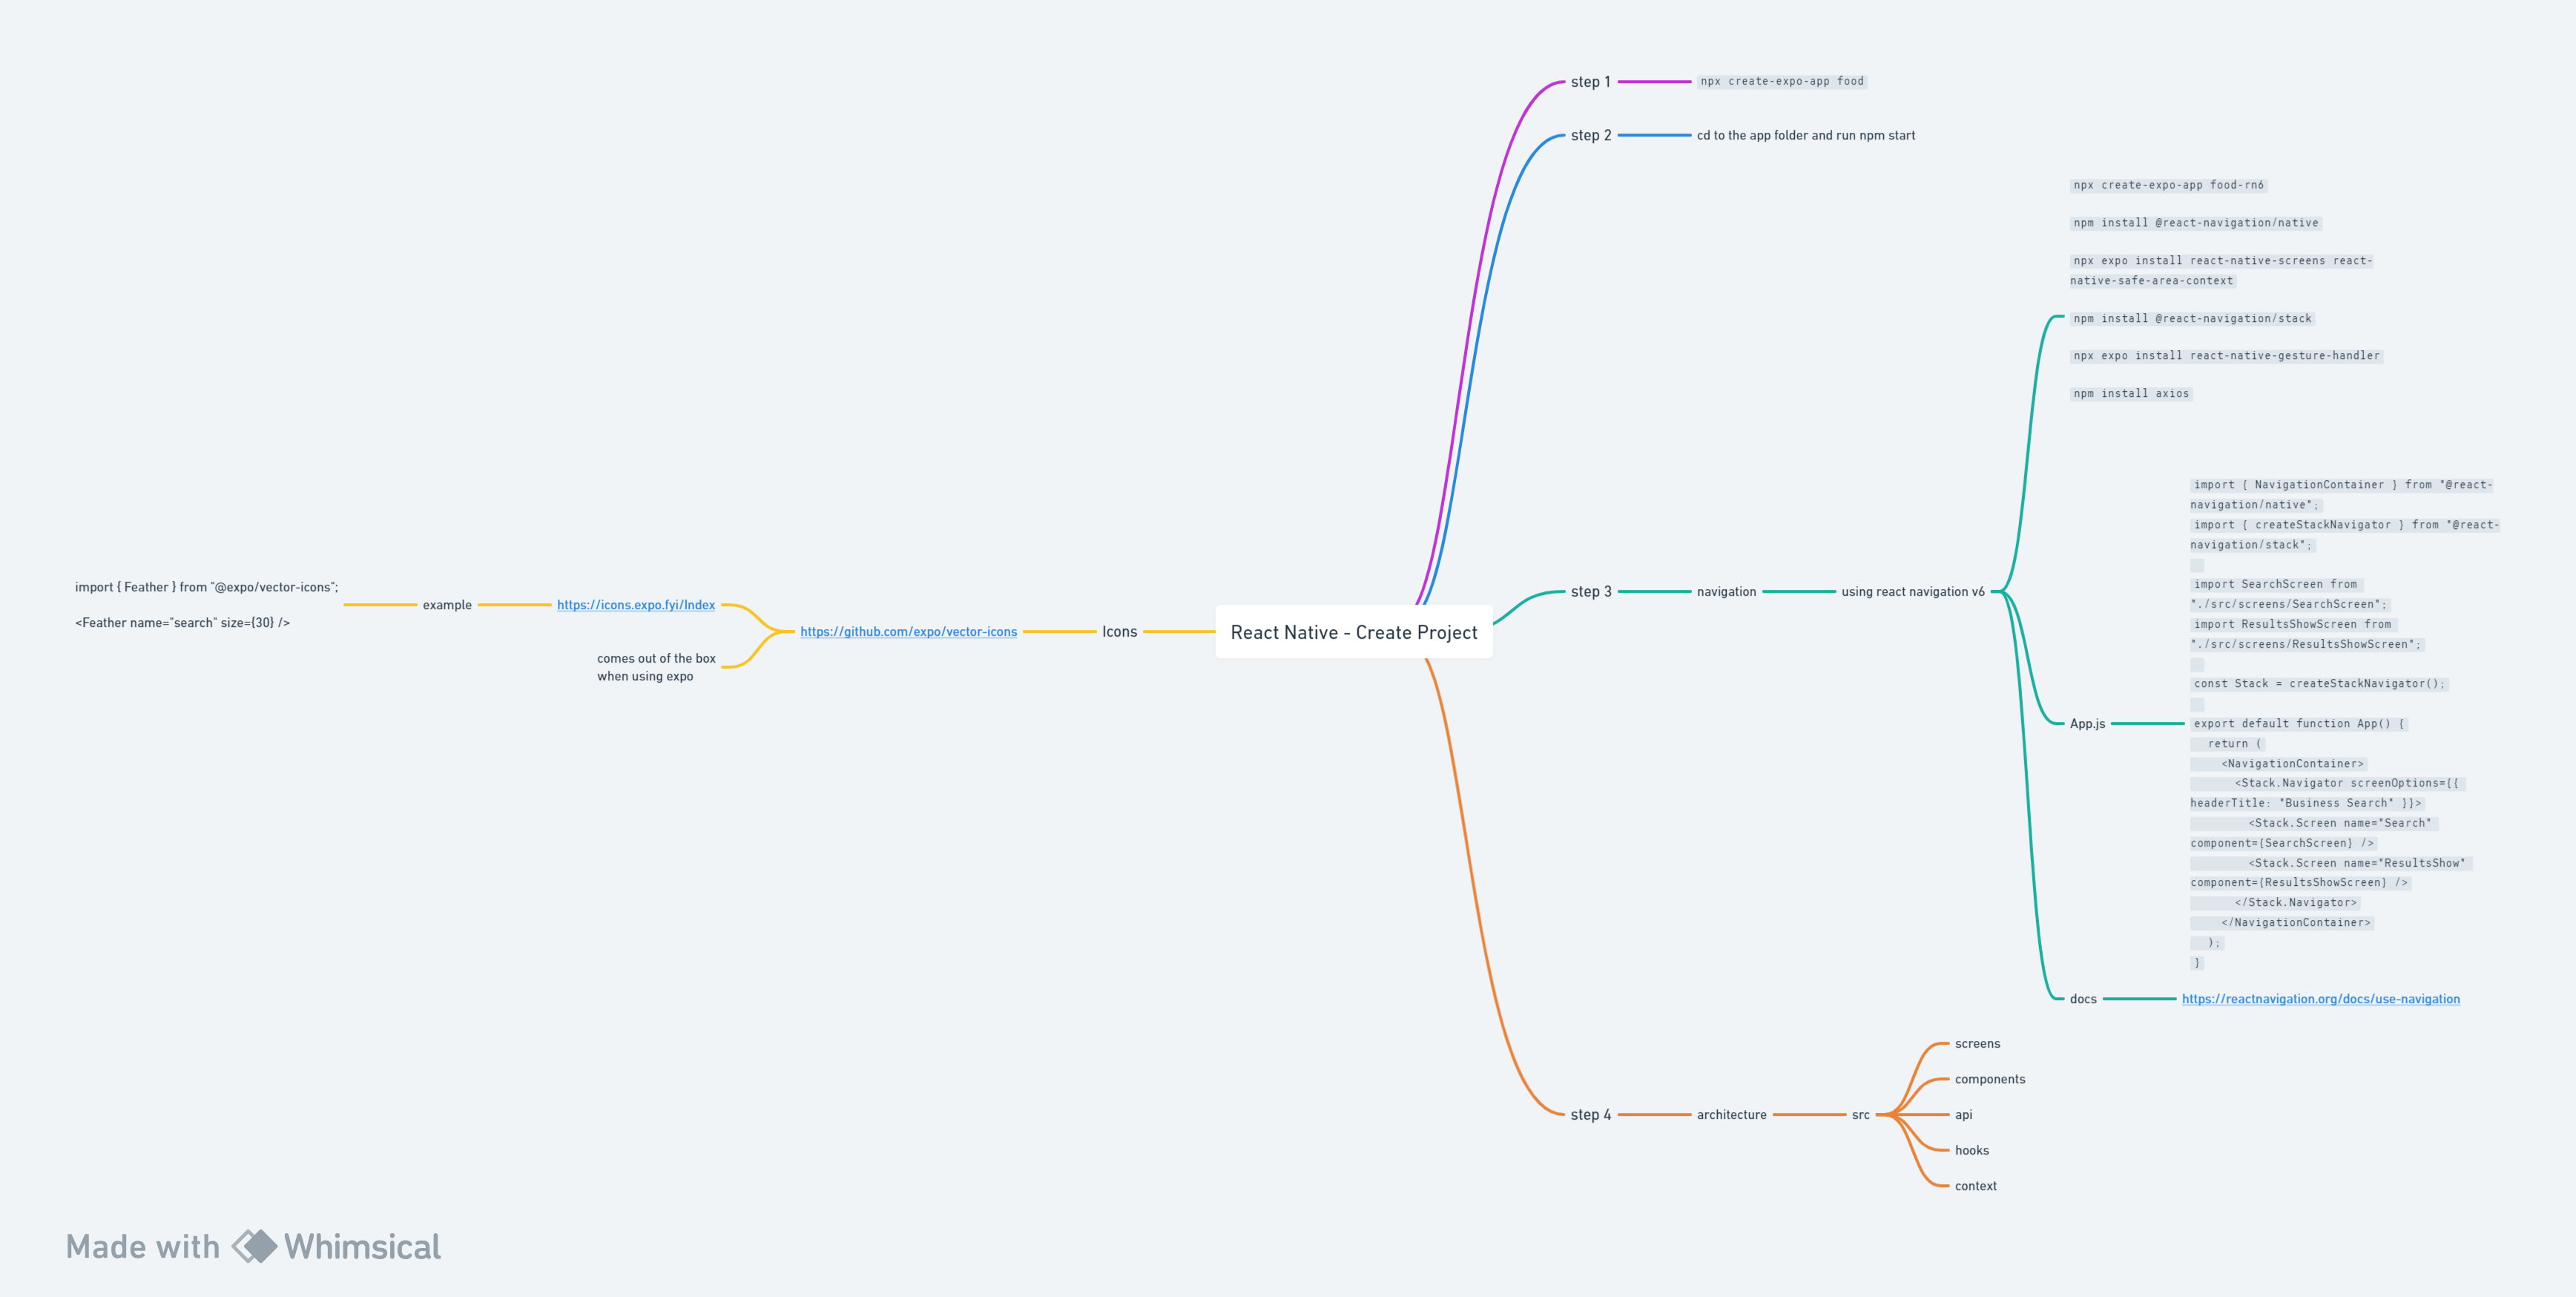 step 1
npx create-expo-app food
step 2
cd to the app folder and run npm start
npx create-expo-app food-rn6
npm install @react-navigation/native
npx expo install react-native-screens react-
native-safe-area-context
npm install @react-navigation/stack
npx expo install react-native-gesture-handler
npm install axios
import { NavigationContainer } from "@react-
navigation/native";
import { createStackNavigator } from "@react-
navigation/stack";
import SearchScreen from
"./src/screens/SearchScreen";
import ResultsShowScreen from
"./src/screens/ResultsShowScreen";
const Stack = createStackNavigator();
export default function App() {
return (
<NavigationContainer>
<Stack.Navigator screenOptions={{
headerTitle: "Business Search" }}>
<Stack.Screen name="Search"
component={SearchScreen} />
<Stack.Screen name="ResultsShow"
component={ResultsShowScreen} />
</Stack.Navigator>
</NavigationContainer>
);
}
App.js
step 3
navigation
using react navigation v6
docs
https://reactnavigation.org/docs/use-navigation
React Native - Create Project
Icons
https://github.com/expo/vector-icons
https://icons.expo.fyi/Index
example
import { Feather } from "@expo/vector-icons";
<Feather name="search" size={30} />
comes out of the box
when using expo
step 4
architecture
src
screens
components
api
hooks
context
Made with Whimsical